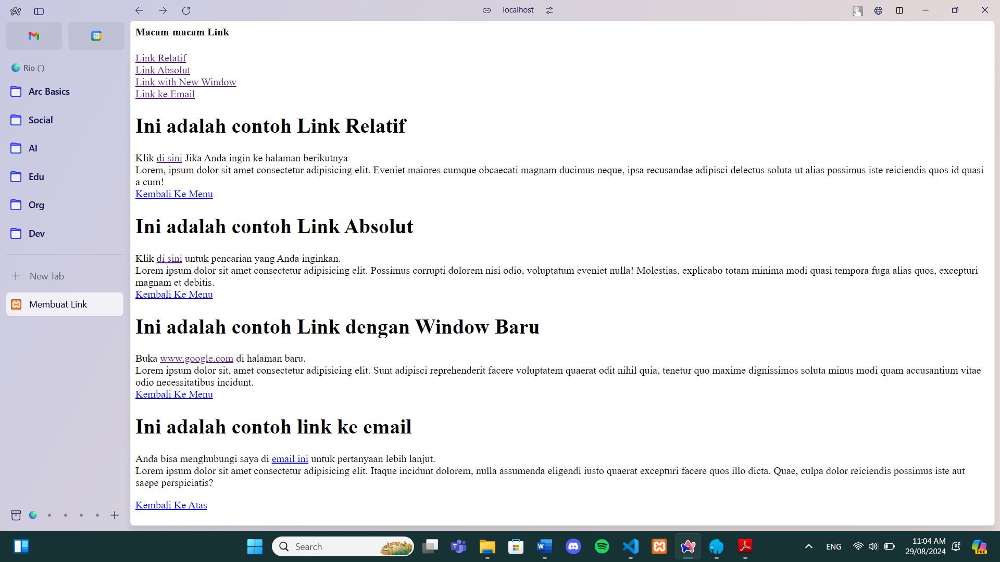 localhost
31
Rio (`)
Arc Basics
Social
AI
Edu
Org
Dev
New Tab
Membuat Link
Macam-macam Link
Link Relatif
Link Absolut
Link with New Window
Link ke Email
Ini adalah contoh Link Relatif
Klik di sini Jika Anda ingin ke halaman berikutnya
Lorem, ipsum dolor sit amet consectetur adipisicing elit. Eveniet maiores cumque obcaecati magnam ducimus neque, ipsa recusandae adipisci delectus soluta ut alias possimus iste reiciendis quos id quasi
a cum!
Kembali Ke Menu
Ini adalah contoh Link Absolut
Klik di sini untuk pencarian yang Anda inginkan.
Lorem ipsum dolor sit amet consectetur adipisicing elit. Possimus corrupti dolorem nisi odio, voluptatum eveniet nulla! Molestias, explicabo totam minima modi quasi tempora fuga alias quos, excepturi
magnam et debitis.
Kembali Ke Menu
Ini adalah contoh Link dengan Window Baru
Buka www.google.com di halaman baru.
Lorem ipsum dolor sit, amet consectetur adipisicing elit. Sunt adipisci reprehenderit facere voluptatem quaerat odit nihil quia, tenetur quo maxime dignissimos soluta minus modi quam accusantium vitae
odio necessitatibus incidunt.
Kembali Ke Menu
Ini adalah contoh link ke email
Anda bisa menghubungi saya di email ini untuk pertanyaan lebih lanjut.
Lorem ipsum dolor sit amet consectetur adipisicing elit. Itaque incidunt dolorem, nulla assumenda eligendi iusto quaerat excepturi facere quos illo dicta. Quae, culpa dolor reiciendis possimus iste aut
saepe perspiciatis?
Kembali Ke Atas
Search
ENG
11:04 AM
29/08/2024
PRE